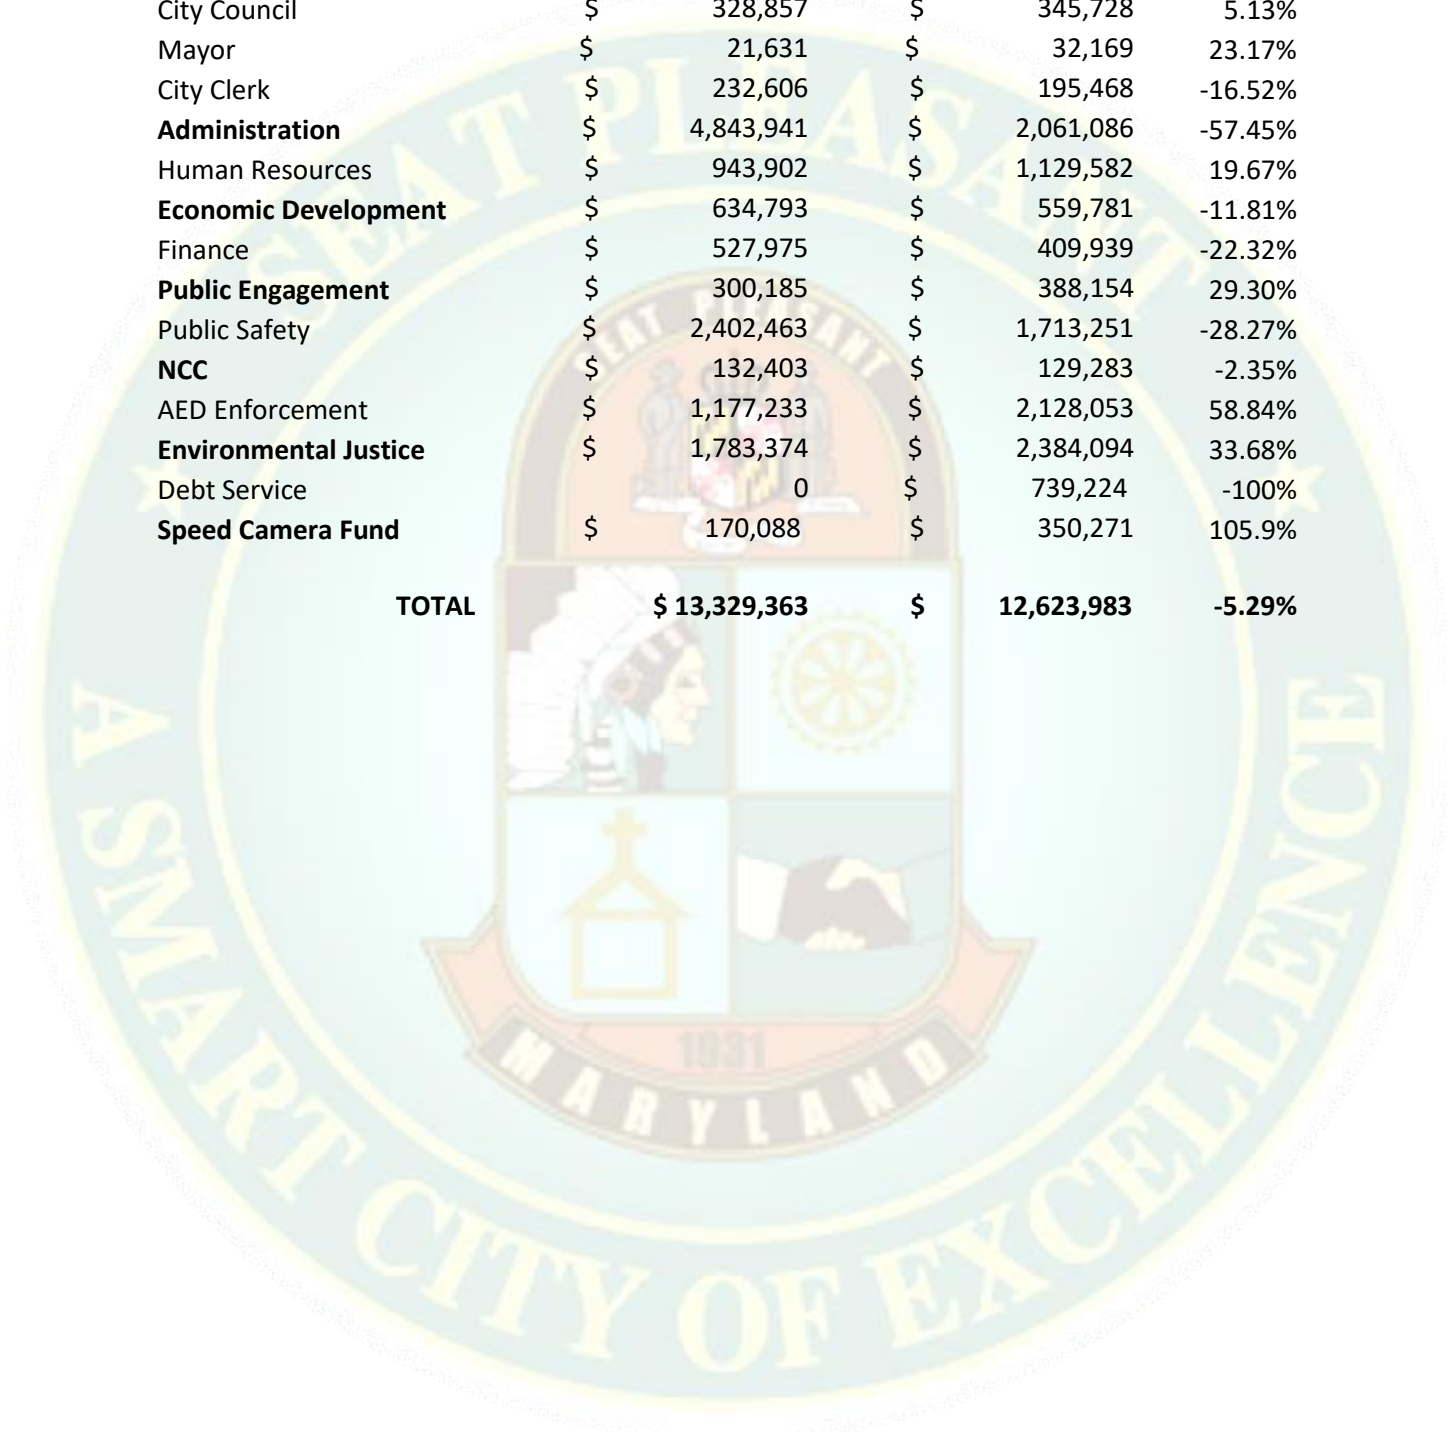 City Council $ 328,857 $ 345,728 5.13%
Mayor $ 21,631 $ 32,169 23.17%
City Clerk $ 232,606 $ 195,468 -16.52%
Administration $ 4,843,941 $ 2,061,086 -57.45%
Human Resources $ 943,902 $ 1,129,582 19.67%
Economic Development $ 634,793 $ 559,781 -11.81%
Finance $ 527,975 $ 409,939 -22.32%
Public Engagement $ 300,185 $ 388,154 29.30%
Public Safety $ 2,402,463 $ 1,713,251 -28.27%
NCC $ 132,403 $ 129,283 -2.35%
AED Enforcement $ 1,177,233 $ 2,128,053 58.84%
Environmental Justice $ 1,783,374 $ 2,384,094 33.68%
Debt Service 0 $ 739,224 -100%
Speed Camera Fund $ 170,088 $ 350,271 105.9%
TOTAL $ 13,329,363 $ 12,623,983 -5.29%
SEAT PLEASANT
SEAT PLEASANT
1931
MARYLAND
A SMART CITY OF EXCELLENCE